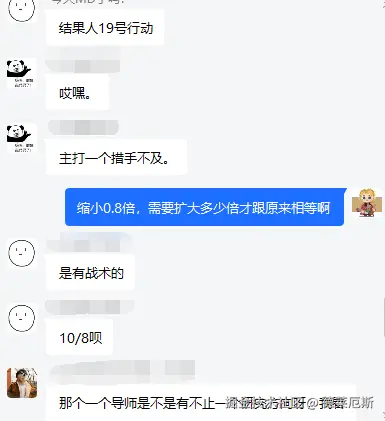 结果人19号行动
哎嘿。
主打一个措手不及。
缩小0.8倍，需要扩大多少倍才跟原来相等啊
是有战术的
10/8呗
那个一个导师是不是有不止一个研究方向呀